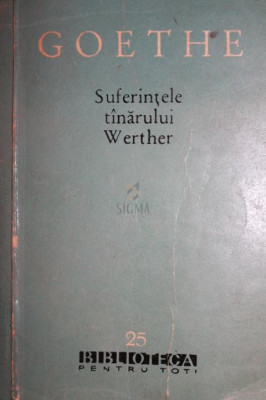 GOETHE
Suferințele
tînărului
Werther
SIGMA
25
BIBLIOTECA
PENTRU TOȚI